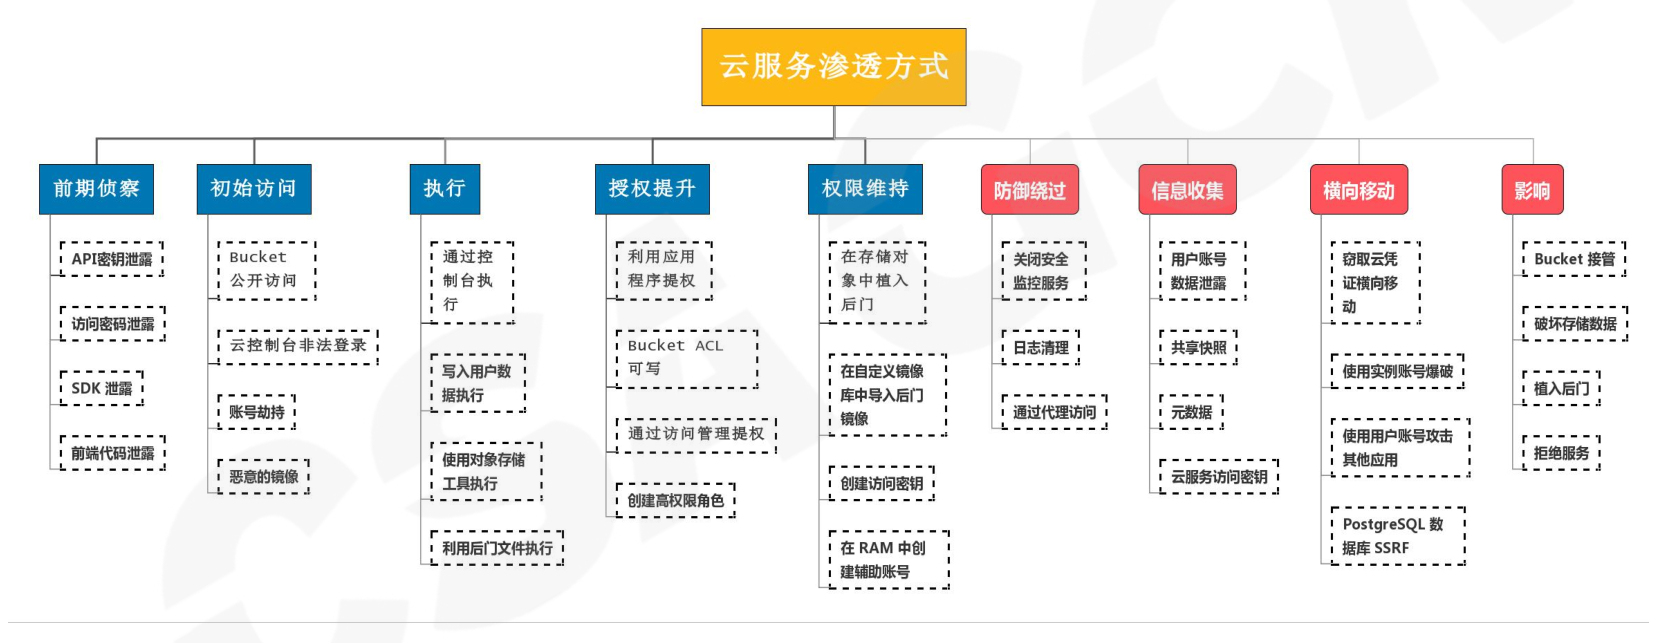 云服务渗透方式
前期侦察
API密钥泄露
访问密码泄露
SDK 泄露
前端代码泄露
初始访问
Bucket
公开访问
云控制台非法登录
账号劫持
恶意的镜像
执行
通过控
制台执
行
写入用户数
据执行
使用对象存储
工具执行
利用后门文件执行
授权提升
利用应用
程序提权
Bucket ACL
可写
通过访问管理提权
创建高权限角色
权限维持
在存储对
象中植入
后门
在自定义镜像
库中导入后门
镜像
创建访问密钥
在 RAM 中创
建辅助账号
防御绕过
关闭安全
监控服务
日志清理
通过代理访问
信息收集
用户账号
数据泄露
共享快照
元数据
云服务访问密钥
横向移动
窃取云凭
证横向移
动
使用实例账号爆破
使用用户账号攻击
其他应用
PostgreSQL 数
据库 SSRF
影响
Bucket 接管
破坏存储数据
植入后门
拒绝服务
CSA GCR